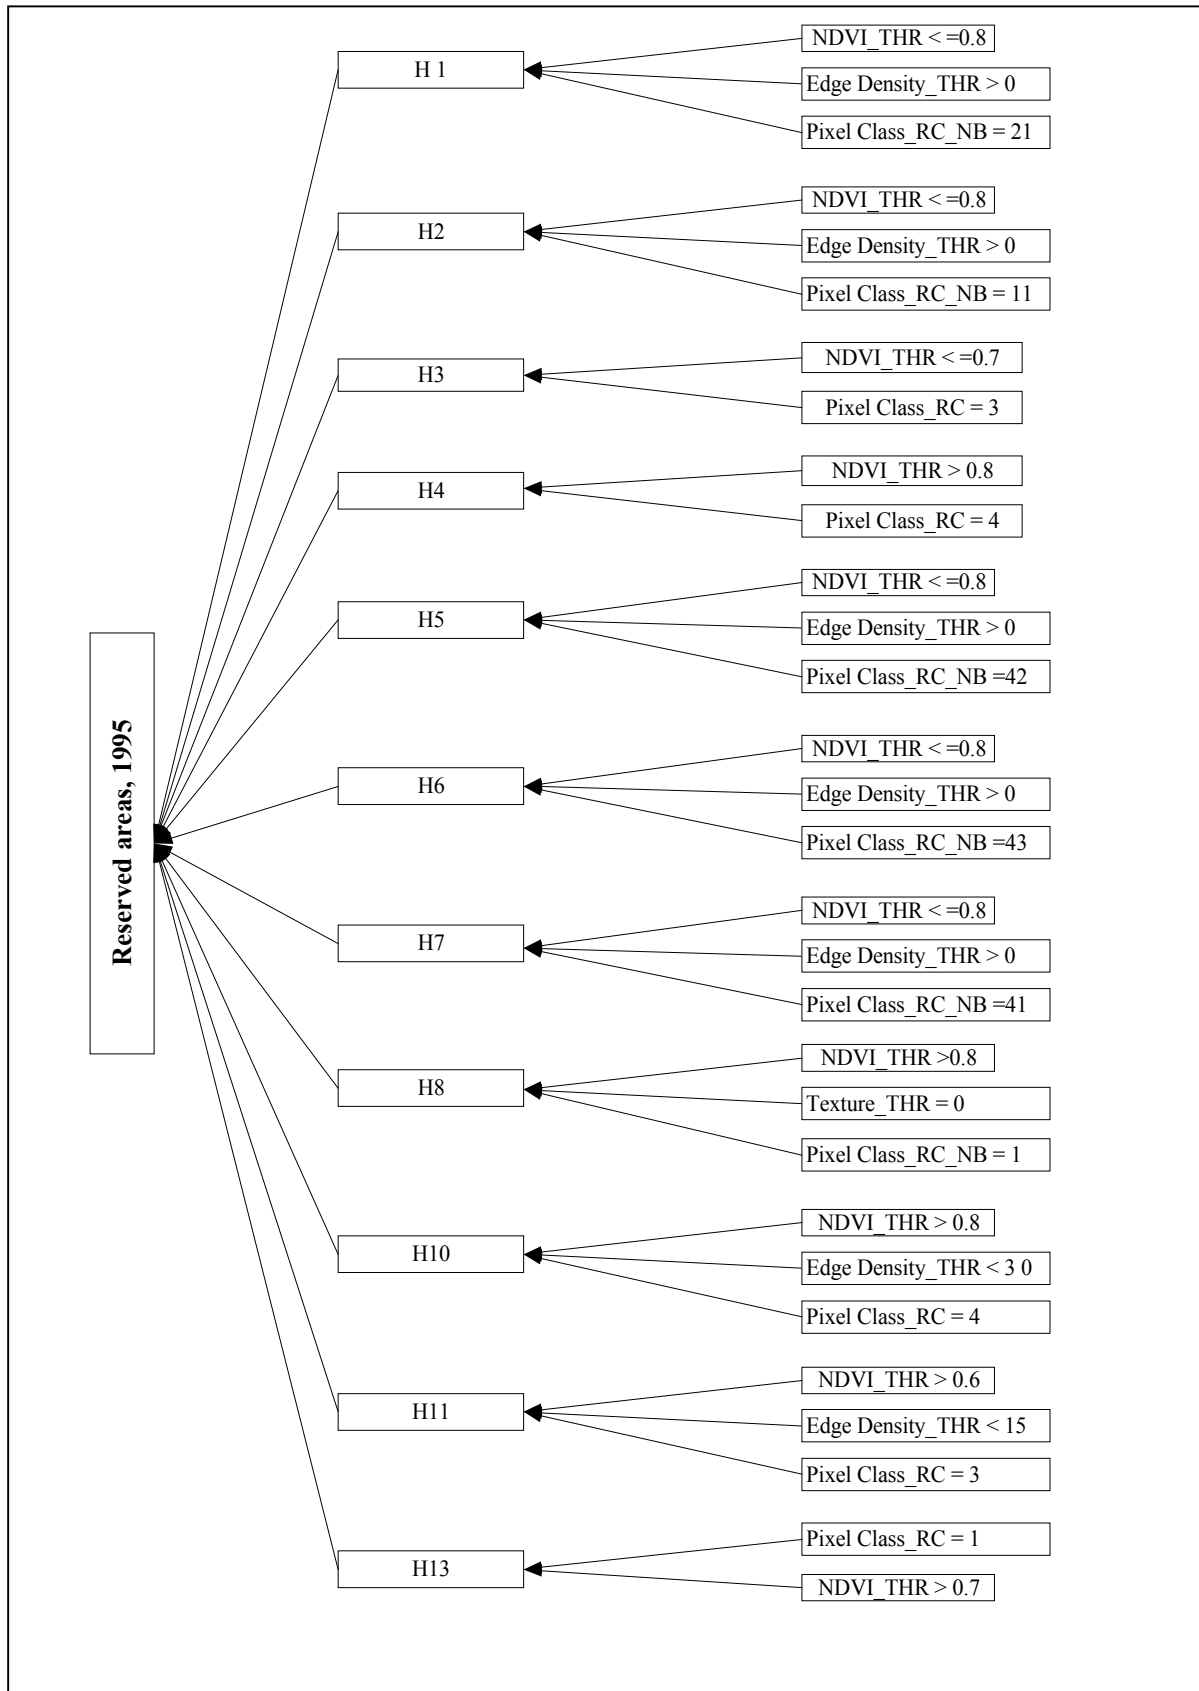 Reserved areas, 1995
H 1
NDVI_THR < =0.8
Edge Density_THR > 0
Pixel Class_RC_NB = 21
H2
NDVI_THR < =0.8
Edge Density_THR > 0
Pixel Class_RC_NB = 11
H3
NDVI_THR < =0.7
Pixel Class_RC = 3
H4
NDVI_THR > 0.8
Pixel Class_RC = 4
H5
NDVI_THR < =0.8
Edge Density_THR > 0
Pixel Class_RC_NB =42
H6
NDVI_THR < =0.8
Edge Density_THR > 0
Pixel Class_RC_NB =43
H7
NDVI_THR < =0.8
Edge Density_THR > 0
Pixel Class_RC_NB =41
H8
NDVI_THR >0.8
Texture_THR = 0
Pixel Class_RC_NB = 1
H10
NDVI_THR > 0.8
Edge Density_THR < 3 0
Pixel Class_RC = 4
H11
NDVI_THR > 0.6
Edge Density_THR < 15
Pixel Class_RC = 3
H13
Pixel Class_RC = 1
NDVI_THR > 0.7